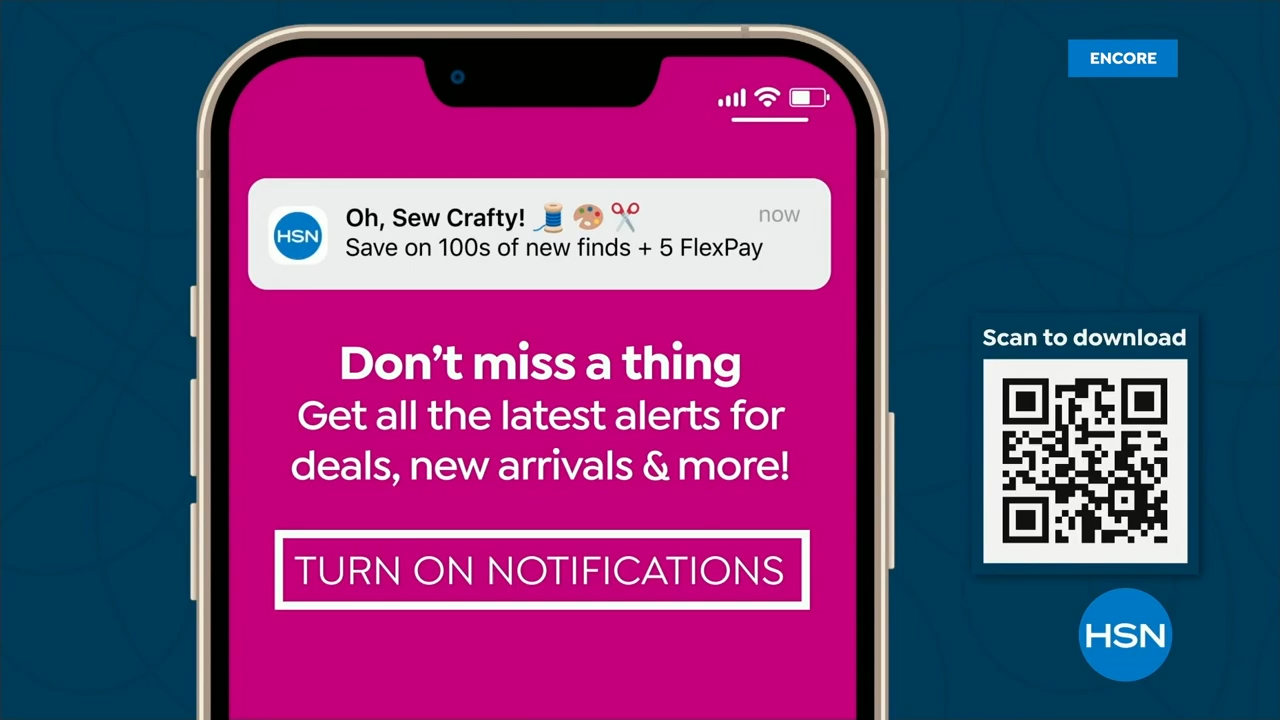 ENCORE
HSN
Oh, Sew Crafty! 🧵 🎨 ✂️
now
Save on 100s of new finds + 5 FlexPay
Don't miss a thing
Get all the latest alerts for
deals, new arrivals & more!
TURN ON NOTIFICATIONS
Scan to download
HSN